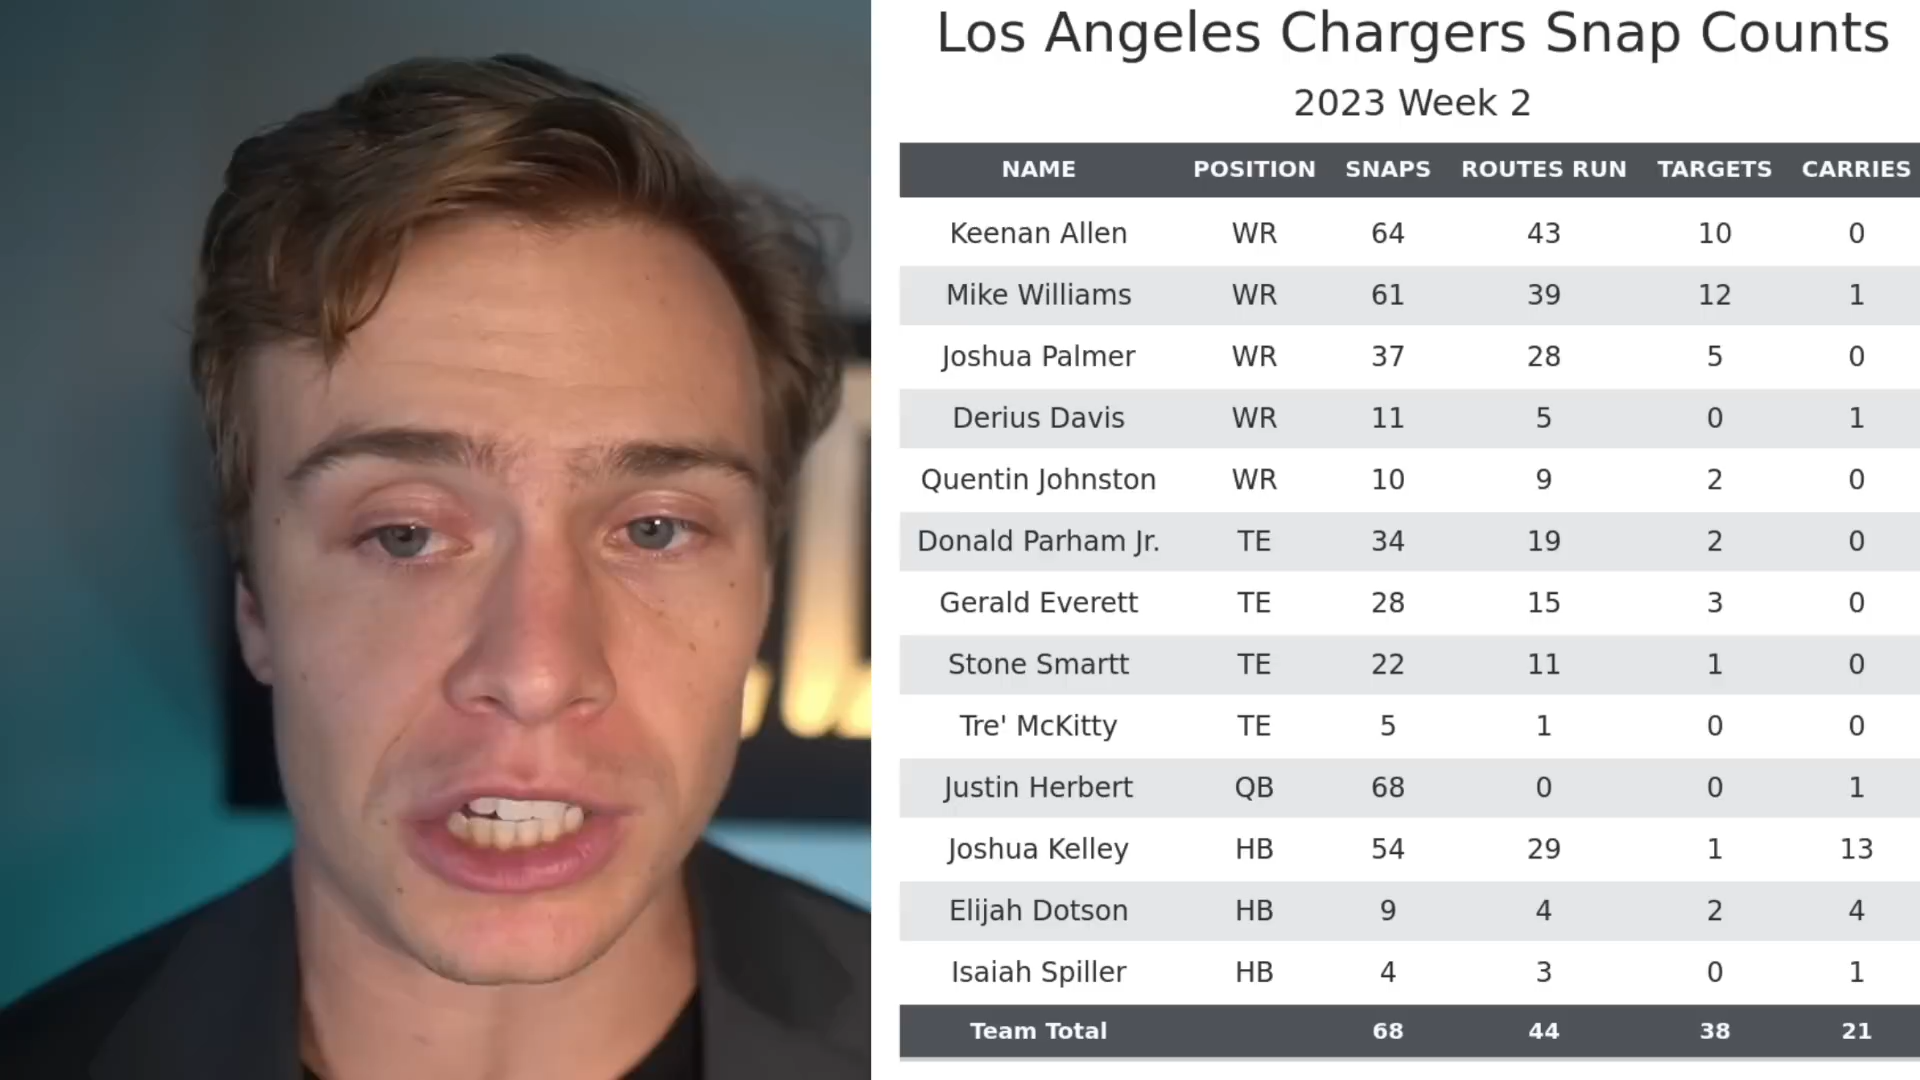 Los Angeles Chargers Snap Counts
2023 Week 2
NAME POSITION SNAPS ROUTES RUN TARGETS CARRIES
Keenan Allen WR 64 43 10 0
Mike Williams WR 61 39 12 1
Joshua Palmer WR 37 28 5 0
Derius Davis WR 11 5 0 1
Quentin Johnston WR 10 9 2 0
Donald Parham Jr. TE 34 19 2 0
Gerald Everett TE 28 15 3 0
Stone Smartt TE 22 11 1 0
Tre' McKitty TE 5 1 0 0
Justin Herbert QB 68 0 0 1
Joshua Kelley HB 54 29 1 13
Elijah Dotson HB 9 4 2 4
Isaiah Spiller HB 4 3 0 1
Team Total 68 44 38 21